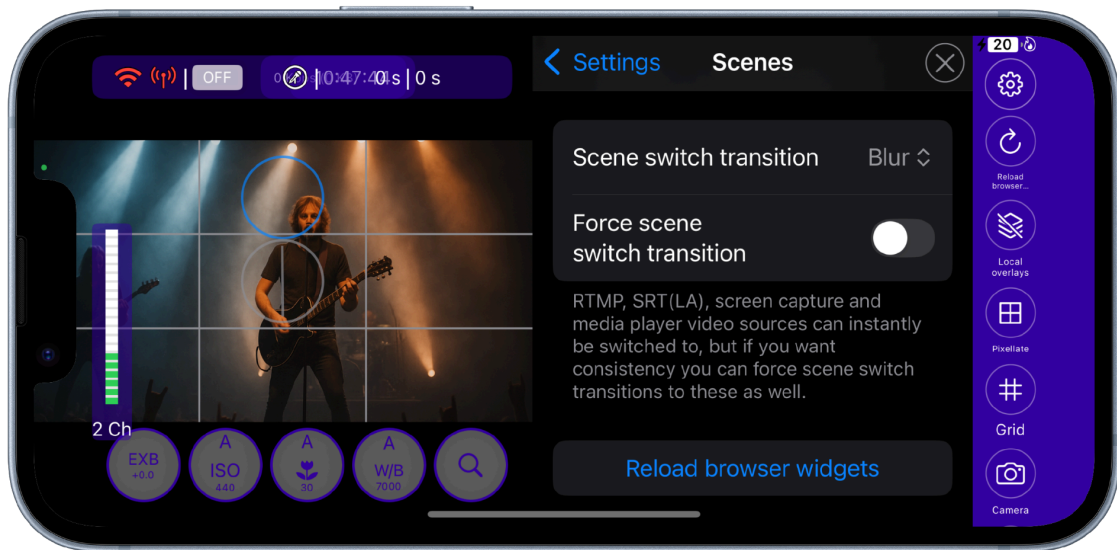 OFF
10:47:44
0 s | 0 s
2 Ch
EXB
+0.0
A
ISO
440
A
30
A
W/B
7000
Settings
Scenes
Scene switch transition
Blur
Force scene
switch transition
RTMP, SRT(LA), screen capture and
media player video sources can instantly
be switched to, but if you want
consistency you can force scene switch
transitions to these as well.
Reload browser widgets
20
Reload
browser...
Local
overlays
Pixellate
Grid
Camera